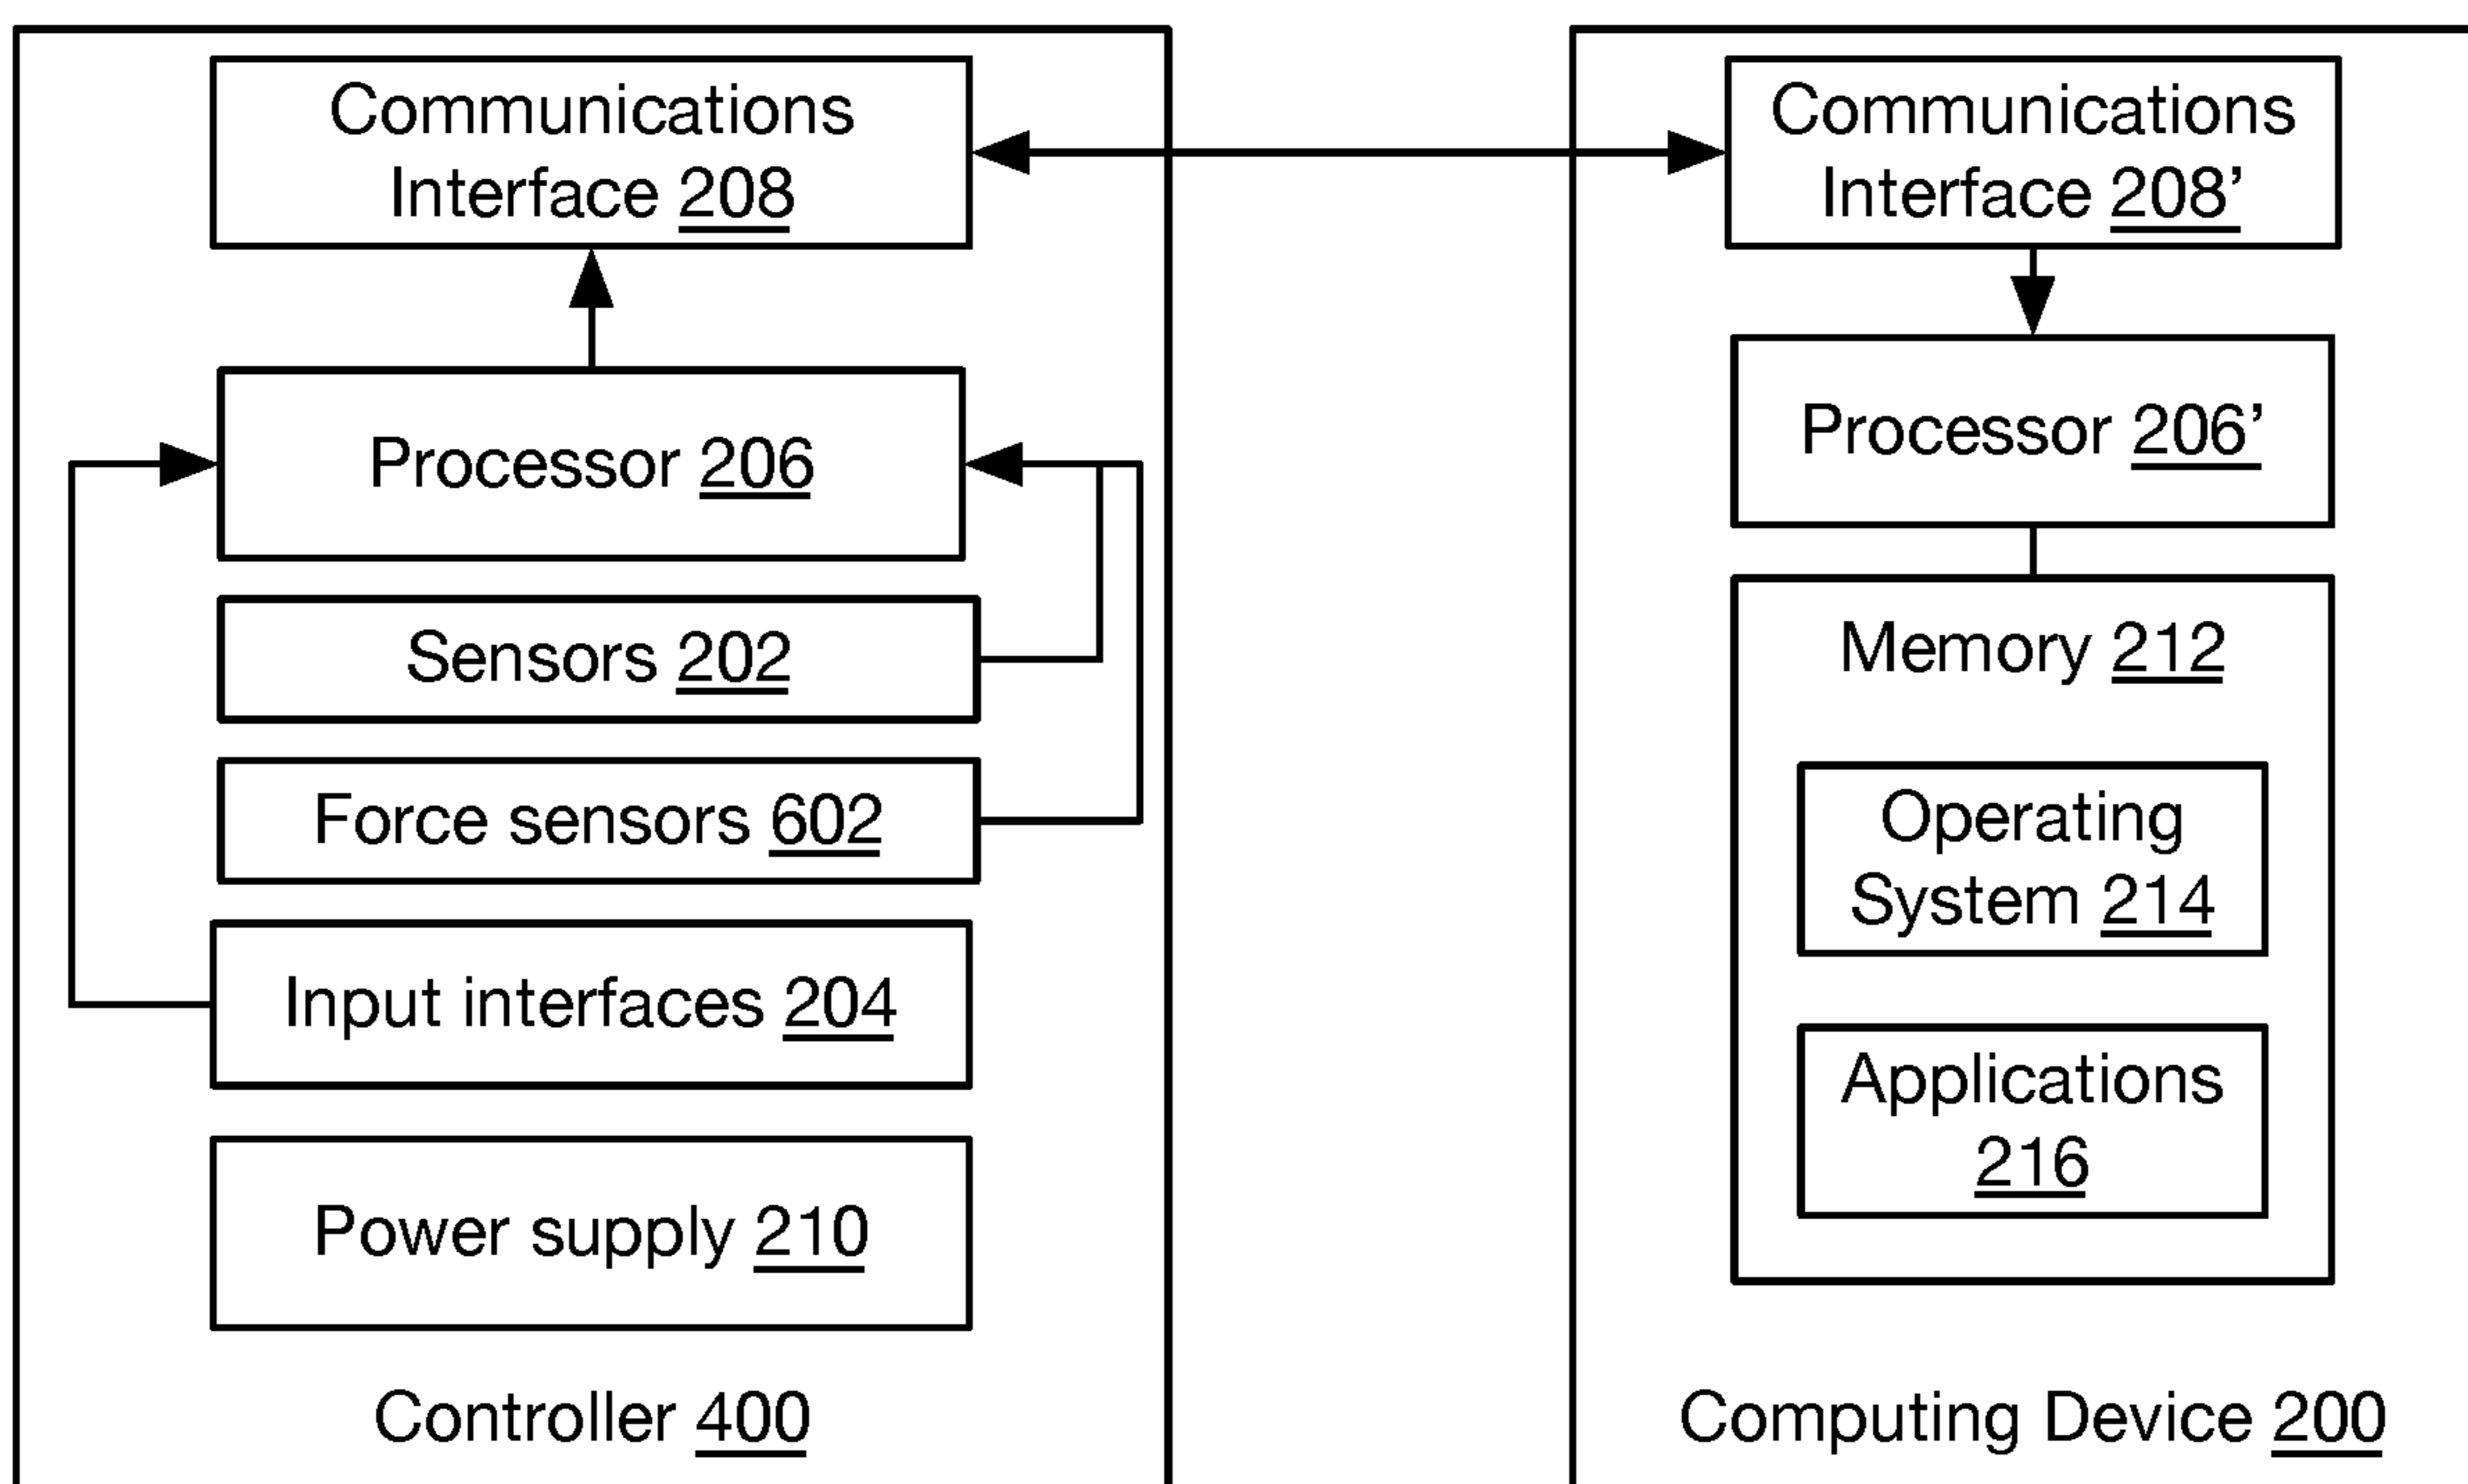 Communications
Interface 208
Processor 206
Sensors 202
Force sensors 602
Input interfaces 204
Power supply 210
Controller 400
Communications
Interface 208’
Processor 206’
Memory 212
Operating
System 214
Applications
216
Computing Device 200